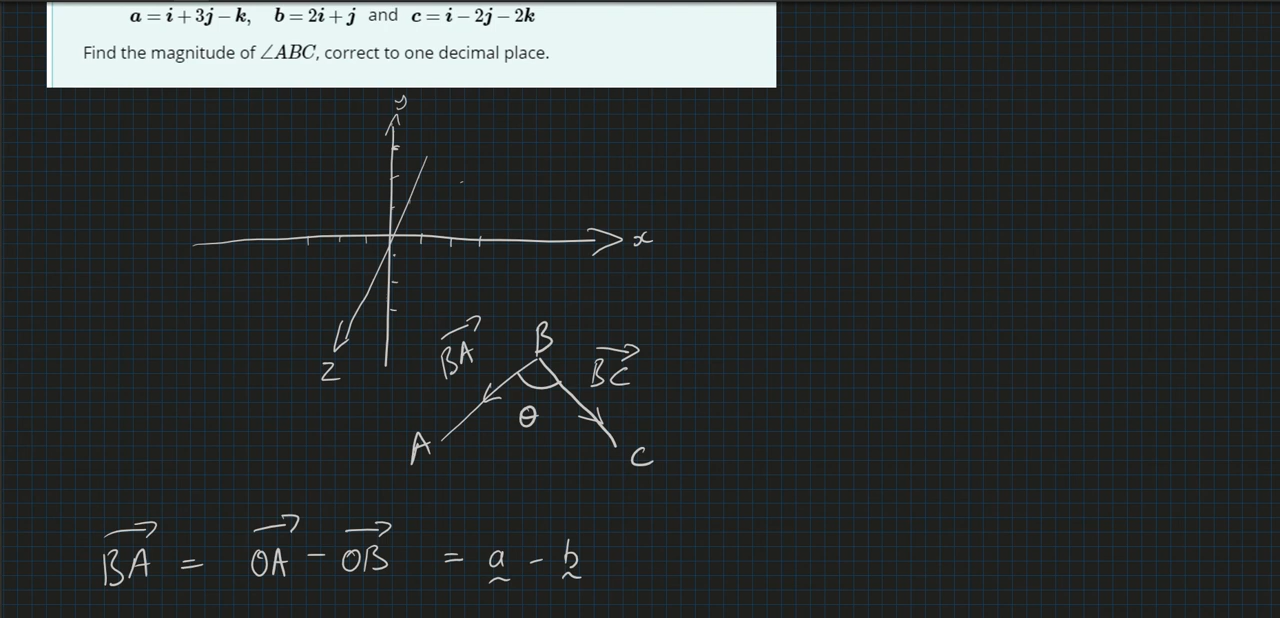 a = i + 3j − k, b = 2i + j and c = i − 2j − 2k
Find the magnitude of ∠ABC, correct to one decimal place.
y
x
z
B
BA→
BC→
θ
A
C
BA→ = OA→ − OB→ = a − b